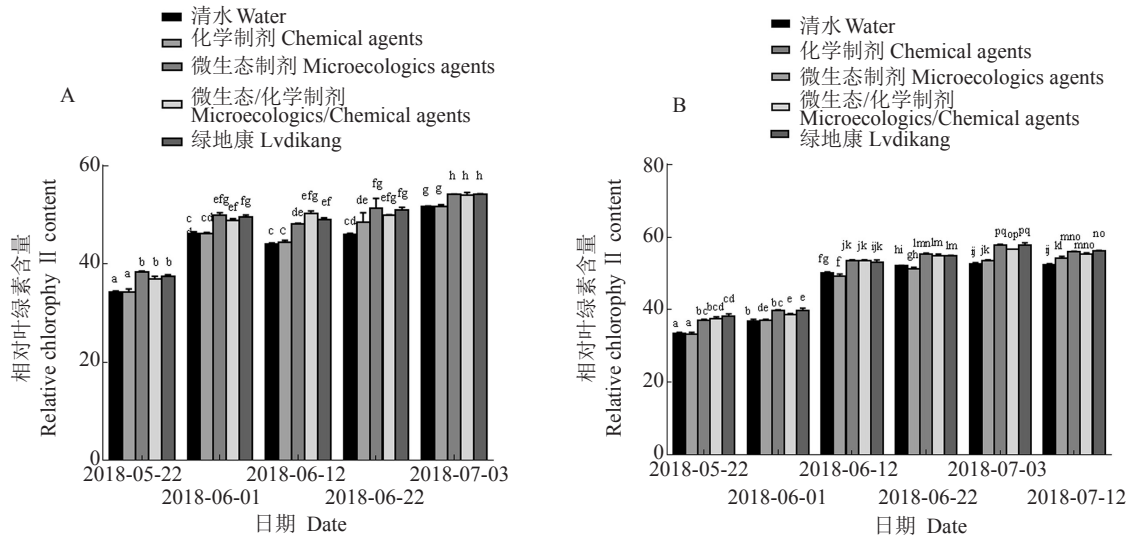 清水 Water
化学制剂 Chemical agents
微生态制剂 Microecologics agents
微生态/化学制剂
Microecologics/Chemical agents
绿地康 Lvdikang
A
相对叶绿素含量
Relative chlorophy II content
60
40
20
0
a a b b b
c d cd efg ef fg
c c de efg ef
cd de fg efg fg
g g h h h
2018-05-22 2018-06-12 2018-07-03
2018-06-01 2018-06-22
日期 Date
清水 Water
化学制剂 Chemical agents
微生态制剂 Microecologics agents
微生态/化学制剂
Microecologics/Chemical agents
绿地康 Lvdikang
B
相对叶绿素含量
Relative chlorophy II content
80
60
40
20
0
a a bc bcd cd
b de bc e e
fg f jk jk ijk
hi gh lmn lm lm
ij jk pq op pq
ij kl mno mno no
2018-05-22 2018-06-12 2018-07-03
2018-06-01 2018-06-22 2018-07-12
日期 Date